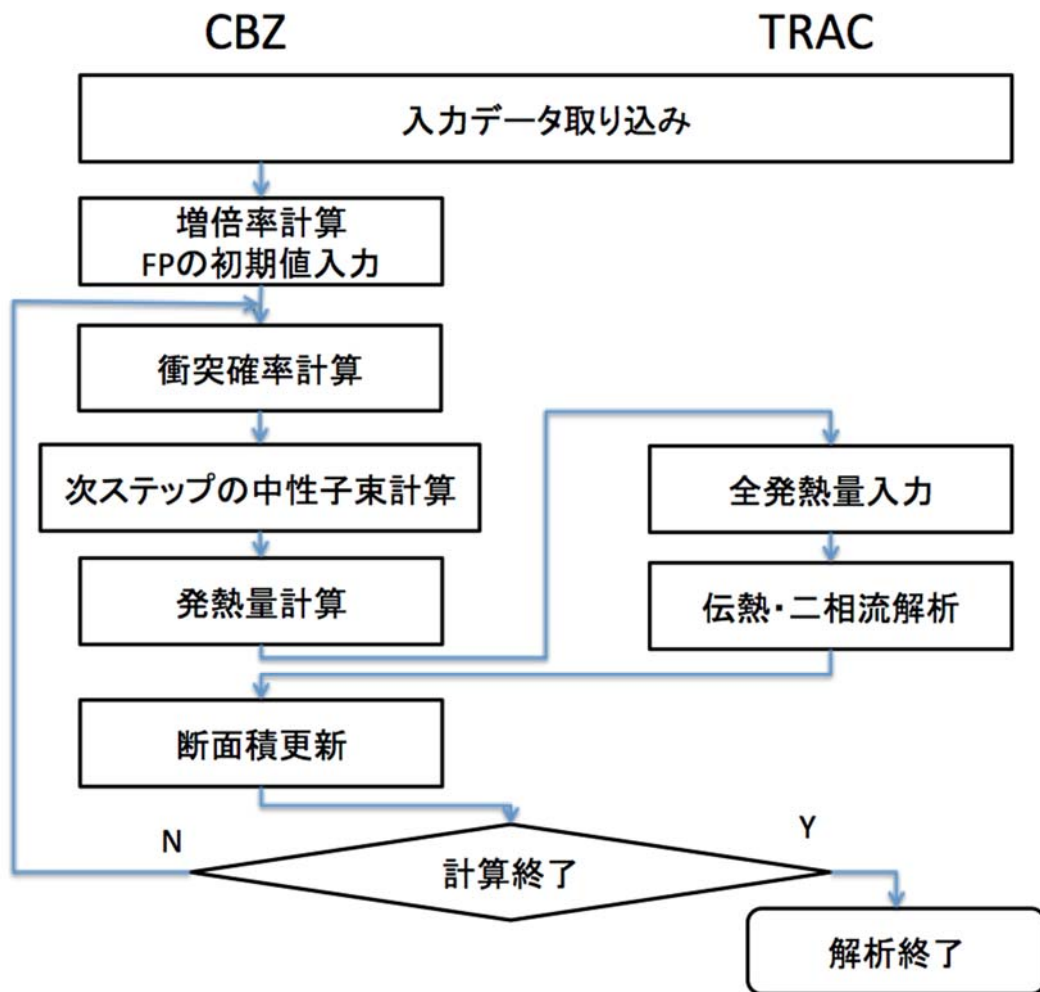 CBZ
TRAC
入力データ取り込み
増倍率計算
FPの初期値入力
衝突確率計算
次ステップの中性子束計算
発熱量計算
全発熱量入力
伝熱・二相流解析
断面積更新
N
Y
計算終了
解析終了